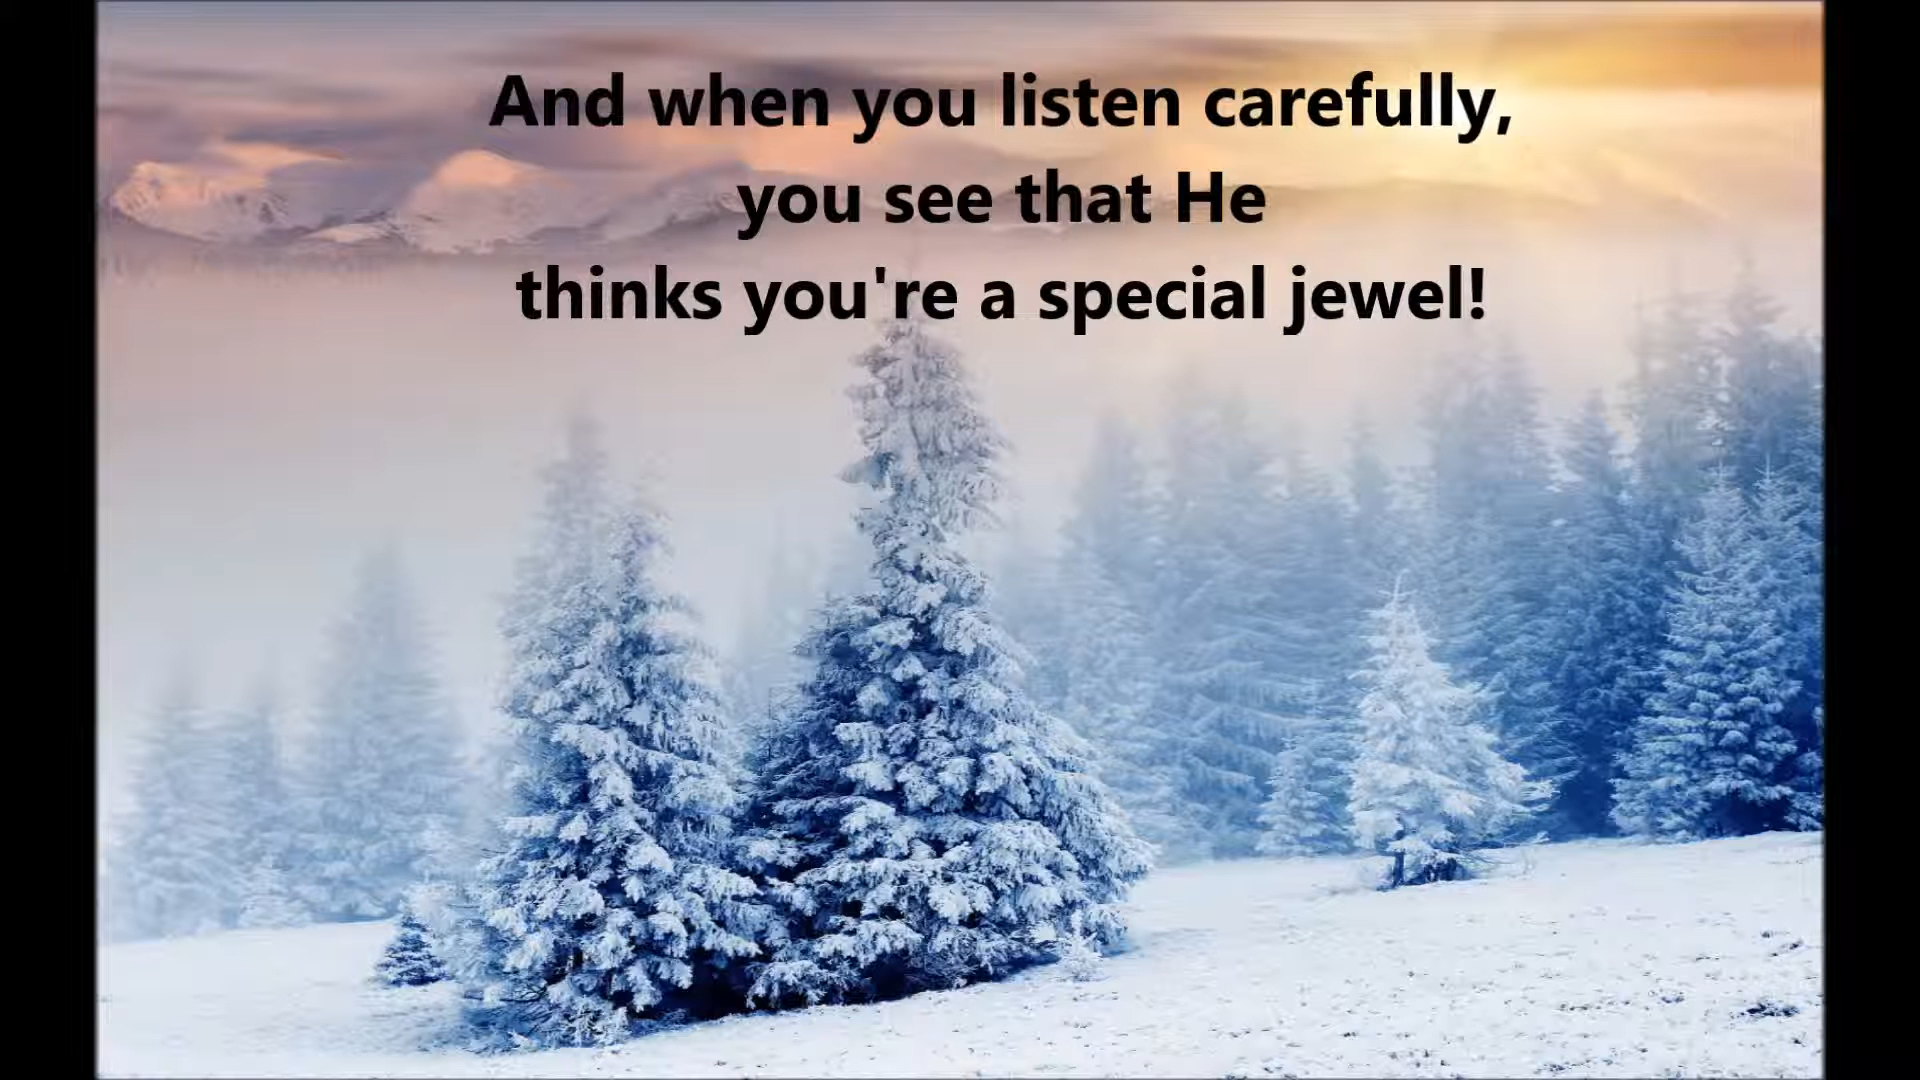 And when you listen carefully,
you see that He
thinks you're a special jewel!